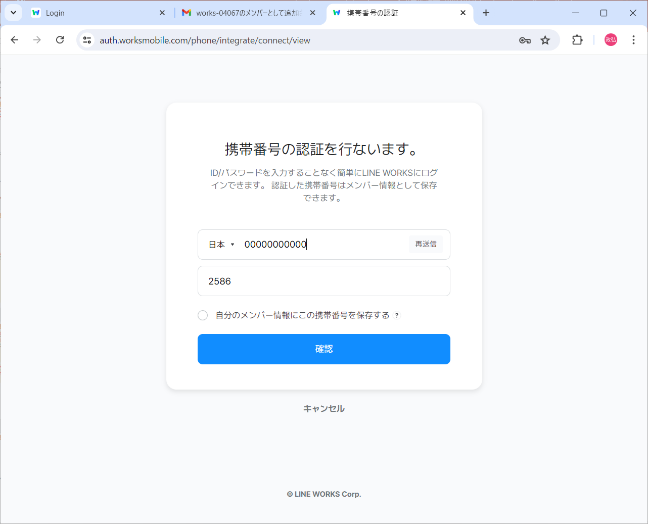 Login
works-04067のメンバーとして追加
携帯番号の認証
auth.worksmobile.com/phone/integrate/connect/view
携帯番号の認証を行ないます。
ID/パスワードを入力することなく簡単にLINE WORKSにログ
インできます。 認証した携帯番号はメンバー情報として保存
できます。
日本 00000000000 再送信
2586
自分のメンバー情報にこの携帯番号を保存する ?
確認
キャンセル
© LINE WORKS Corp.